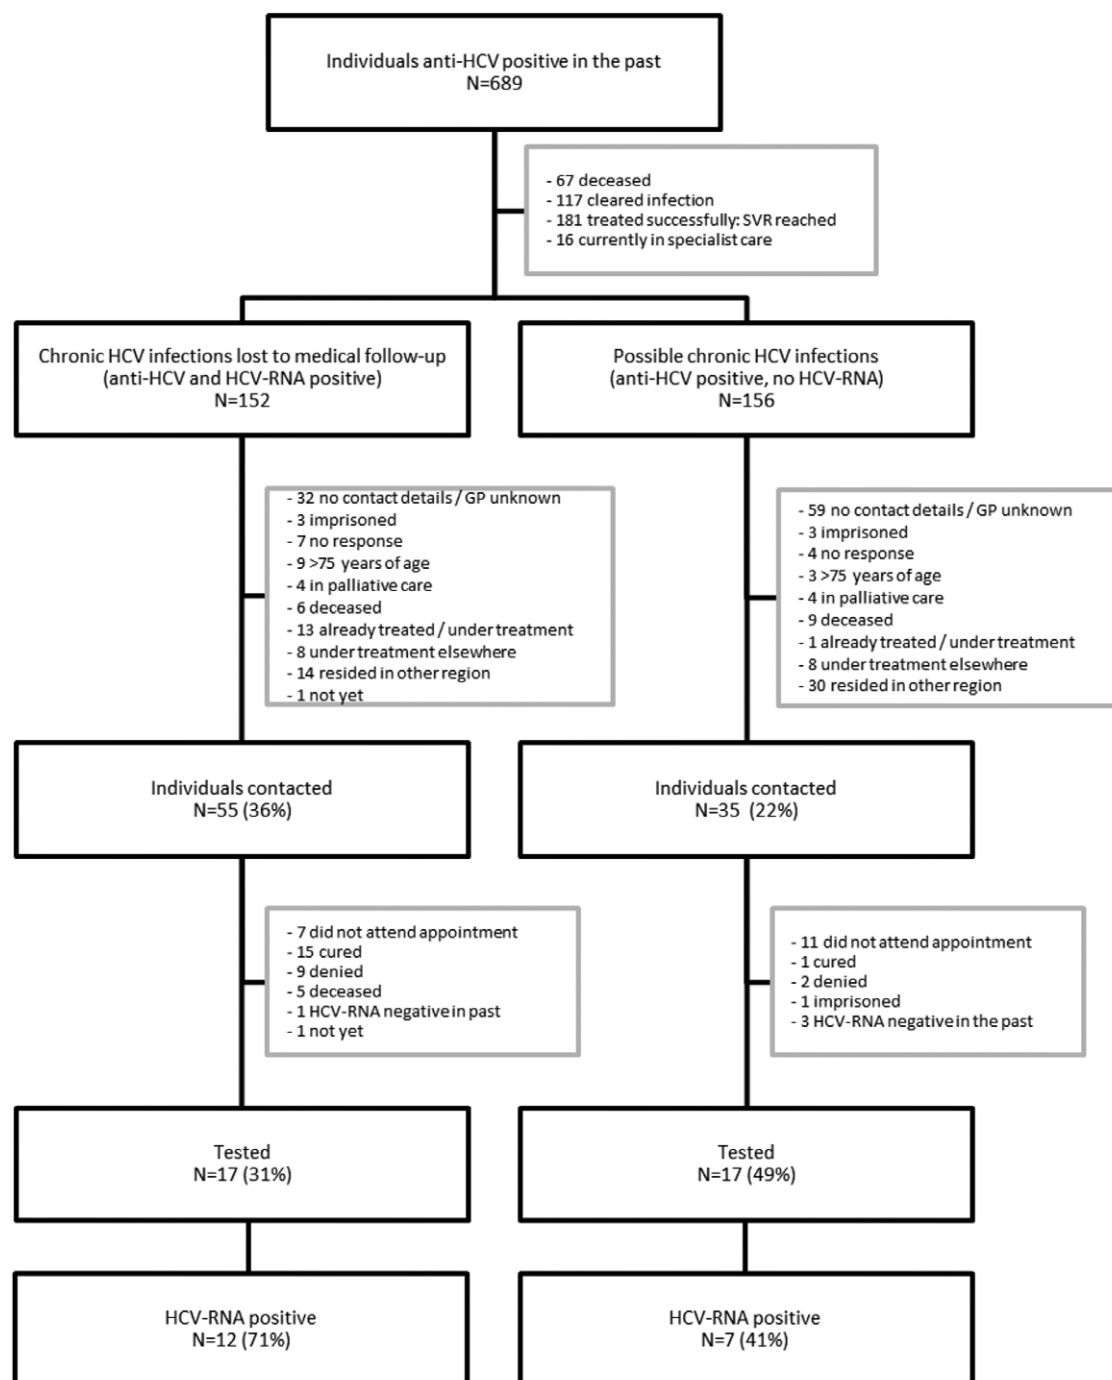 Individuals anti-HCV positive in the past
N=689
- 67 deceased
- 117 cleared infection
- 181 treated successfully: SVR reached
- 16 currently in specialist care
Chronic HCV infections lost to medical follow-up
(anti-HCV and HCV-RNA positive)
N=152
Possible chronic HCV infections
(anti-HCV positive, no HCV-RNA)
N=156
- 32 no contact details / GP unknown
- 3 imprisoned
- 7 no response
- 9 >75 years of age
- 4 in palliative care
- 6 deceased
- 13 already treated / under treatment
- 8 under treatment elsewhere
- 14 resided in other region
- 1 not yet
- 59 no contact details / GP unknown
- 3 imprisoned
- 4 no response
- 3 >75 years of age
- 4 in palliative care
- 9 deceased
- 1 already treated / under treatment
- 8 under treatment elsewhere
- 30 resided in other region
Individuals contacted
N=55 (36%)
Individuals contacted
N=35 (22%)
- 7 did not attend appointment
- 15 cured
- 9 denied
- 5 deceased
- 1 HCV-RNA negative in past
- 1 not yet
- 11 did not attend appointment
- 1 cured
- 2 denied
- 1 imprisoned
- 3 HCV-RNA negative in the past
Tested
N=17 (31%)
Tested
N=17 (49%)
HCV-RNA positive
N=12 (71%)
HCV-RNA positive
N=7 (41%)